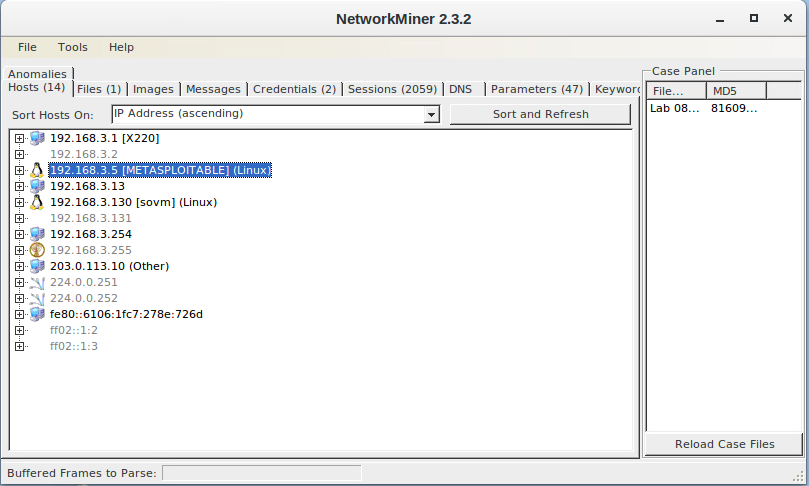 NetworkMiner 2.3.2
File Tools Help
Anomalies
Hosts (14) Files (1) Images Messages Credentials (2) Sessions (2059) DNS Parameters (47) Keywor
Sort Hosts On: IP Address (ascending) Sort and Refresh
192.168.3.1 [X220]
192.168.3.2
192.168.3.5 [METASPLOITABLE] (Linux)
192.168.3.13
192.168.3.130 [sovm] (Linux)
192.168.3.131
192.168.3.254
192.168.3.255
203.0.113.10 (Other)
224.0.0.251
224.0.0.252
fe80::6106:1fc7:278e:726d
ff02::1:2
ff02::1:3
Case Panel
File... MD5
Lab 08... 81609...
Reload Case Files
Buffered Frames to Parse: